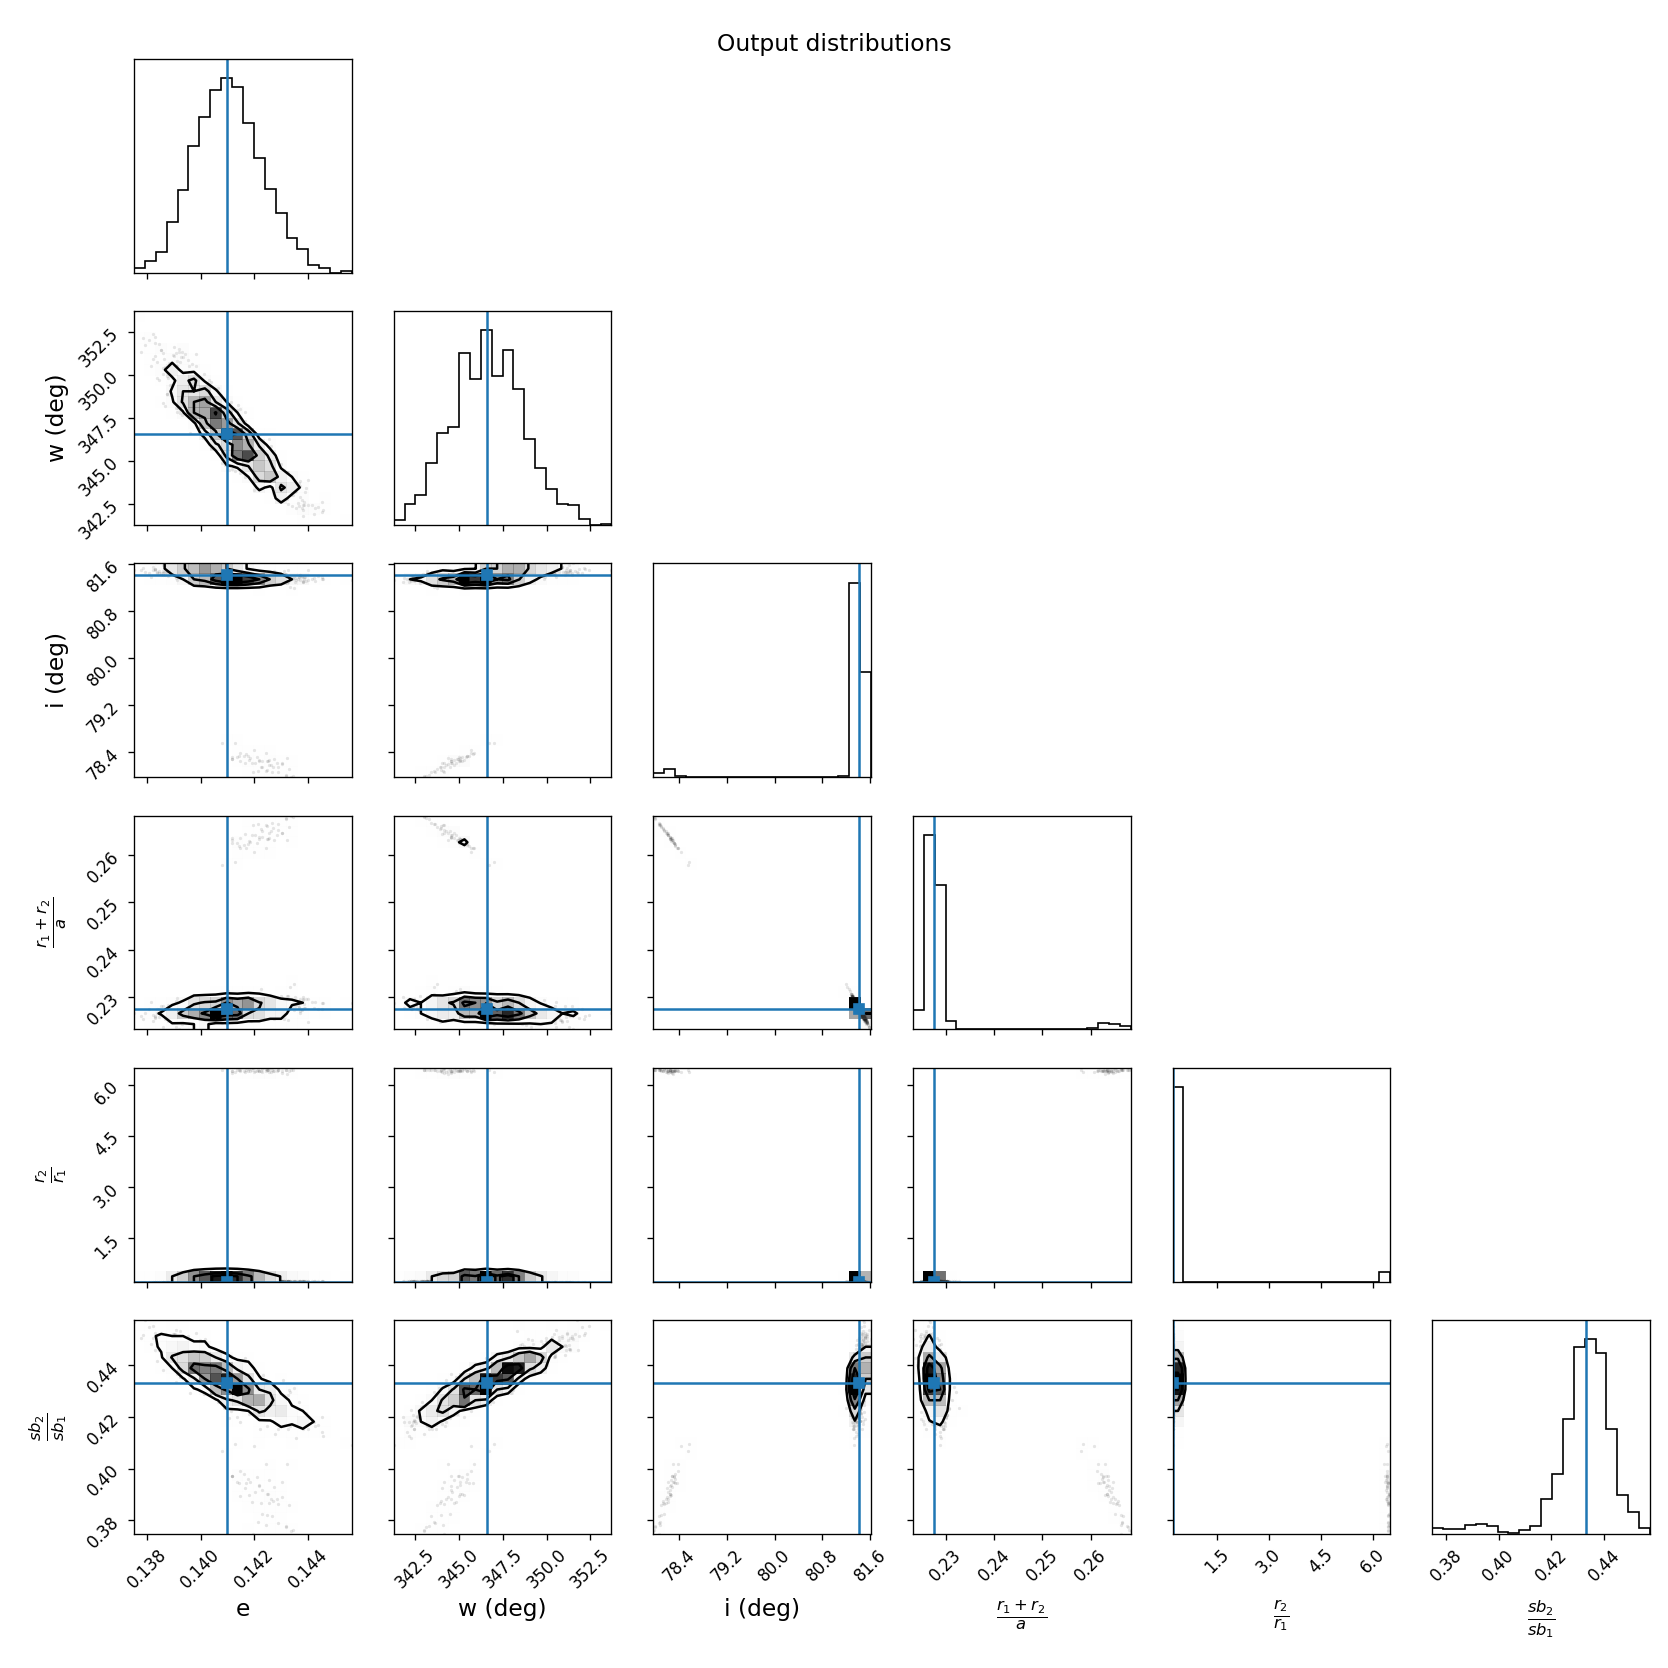 Output distributions
w (deg)
352.5
350.0
347.5
345.0
342.5
i (deg)
81.6
80.8
80.0
79.2
78.4
r₁ + r₂
a
0.26
0.25
0.24
0.23
r₂
r₁
6.0
4.5
3.0
1.5
sb₂
sb₁
0.44
0.42
0.40
0.38
0.138 0.140 0.142 0.144 342.5 345.0 347.5 350.0 352.5 78.4 79.2 80.0 80.8 81.6 0.23 0.24 0.25 0.26 1.5 3.0 4.5 6.0 0.38 0.40 0.42 0.44
e w (deg) i (deg)
r₁ + r₂
a
r₂
r₁
sb₂
sb₁